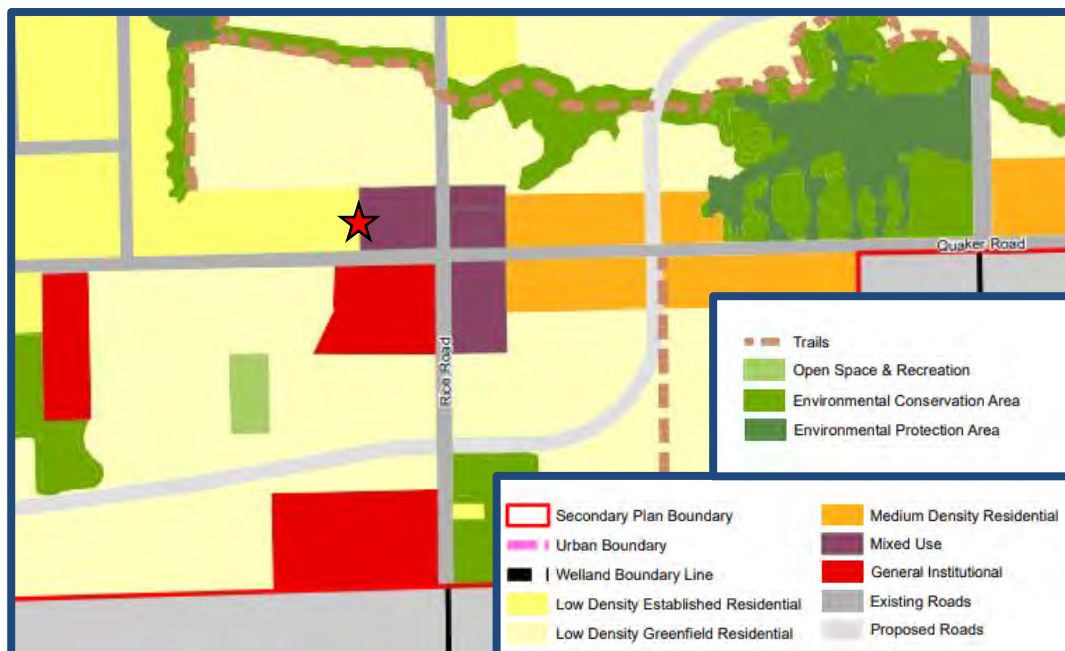 Quaker Road
Rice Road
Trails
Open Space & Recreation
Environmental Conservation Area
Environmental Protection Area
Secondary Plan Boundary
Urban Boundary
Welland Boundary Line
Low Density Established Residential
Low Density Greenfield Residential
Medium Density Residential
Mixed Use
General Institutional
Existing Roads
Proposed Roads